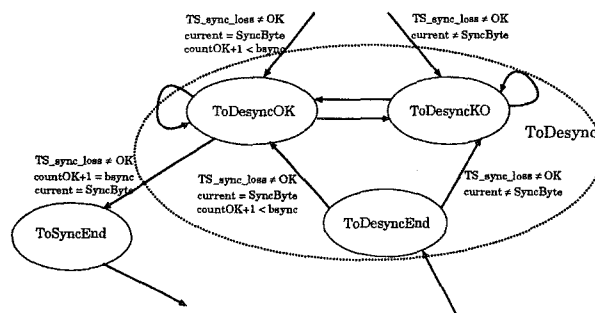 TS_sync_loss ≠ OK
current = SyncByte
countOK+1 < bsync
TS_sync_loss ≠ OK
current ≠ SyncByte
ToDesyncOK
ToDesyncKO
ToDesync
TS_sync_loss ≠ OK
countOK+1 = bsync
current = SyncByte
TS_sync_loss ≠ OK
current = SyncByte
countOK+1 < bsync
TS_sync_loss ≠ OK
current ≠ SyncByte
ToSyncEnd
ToDesyncEnd